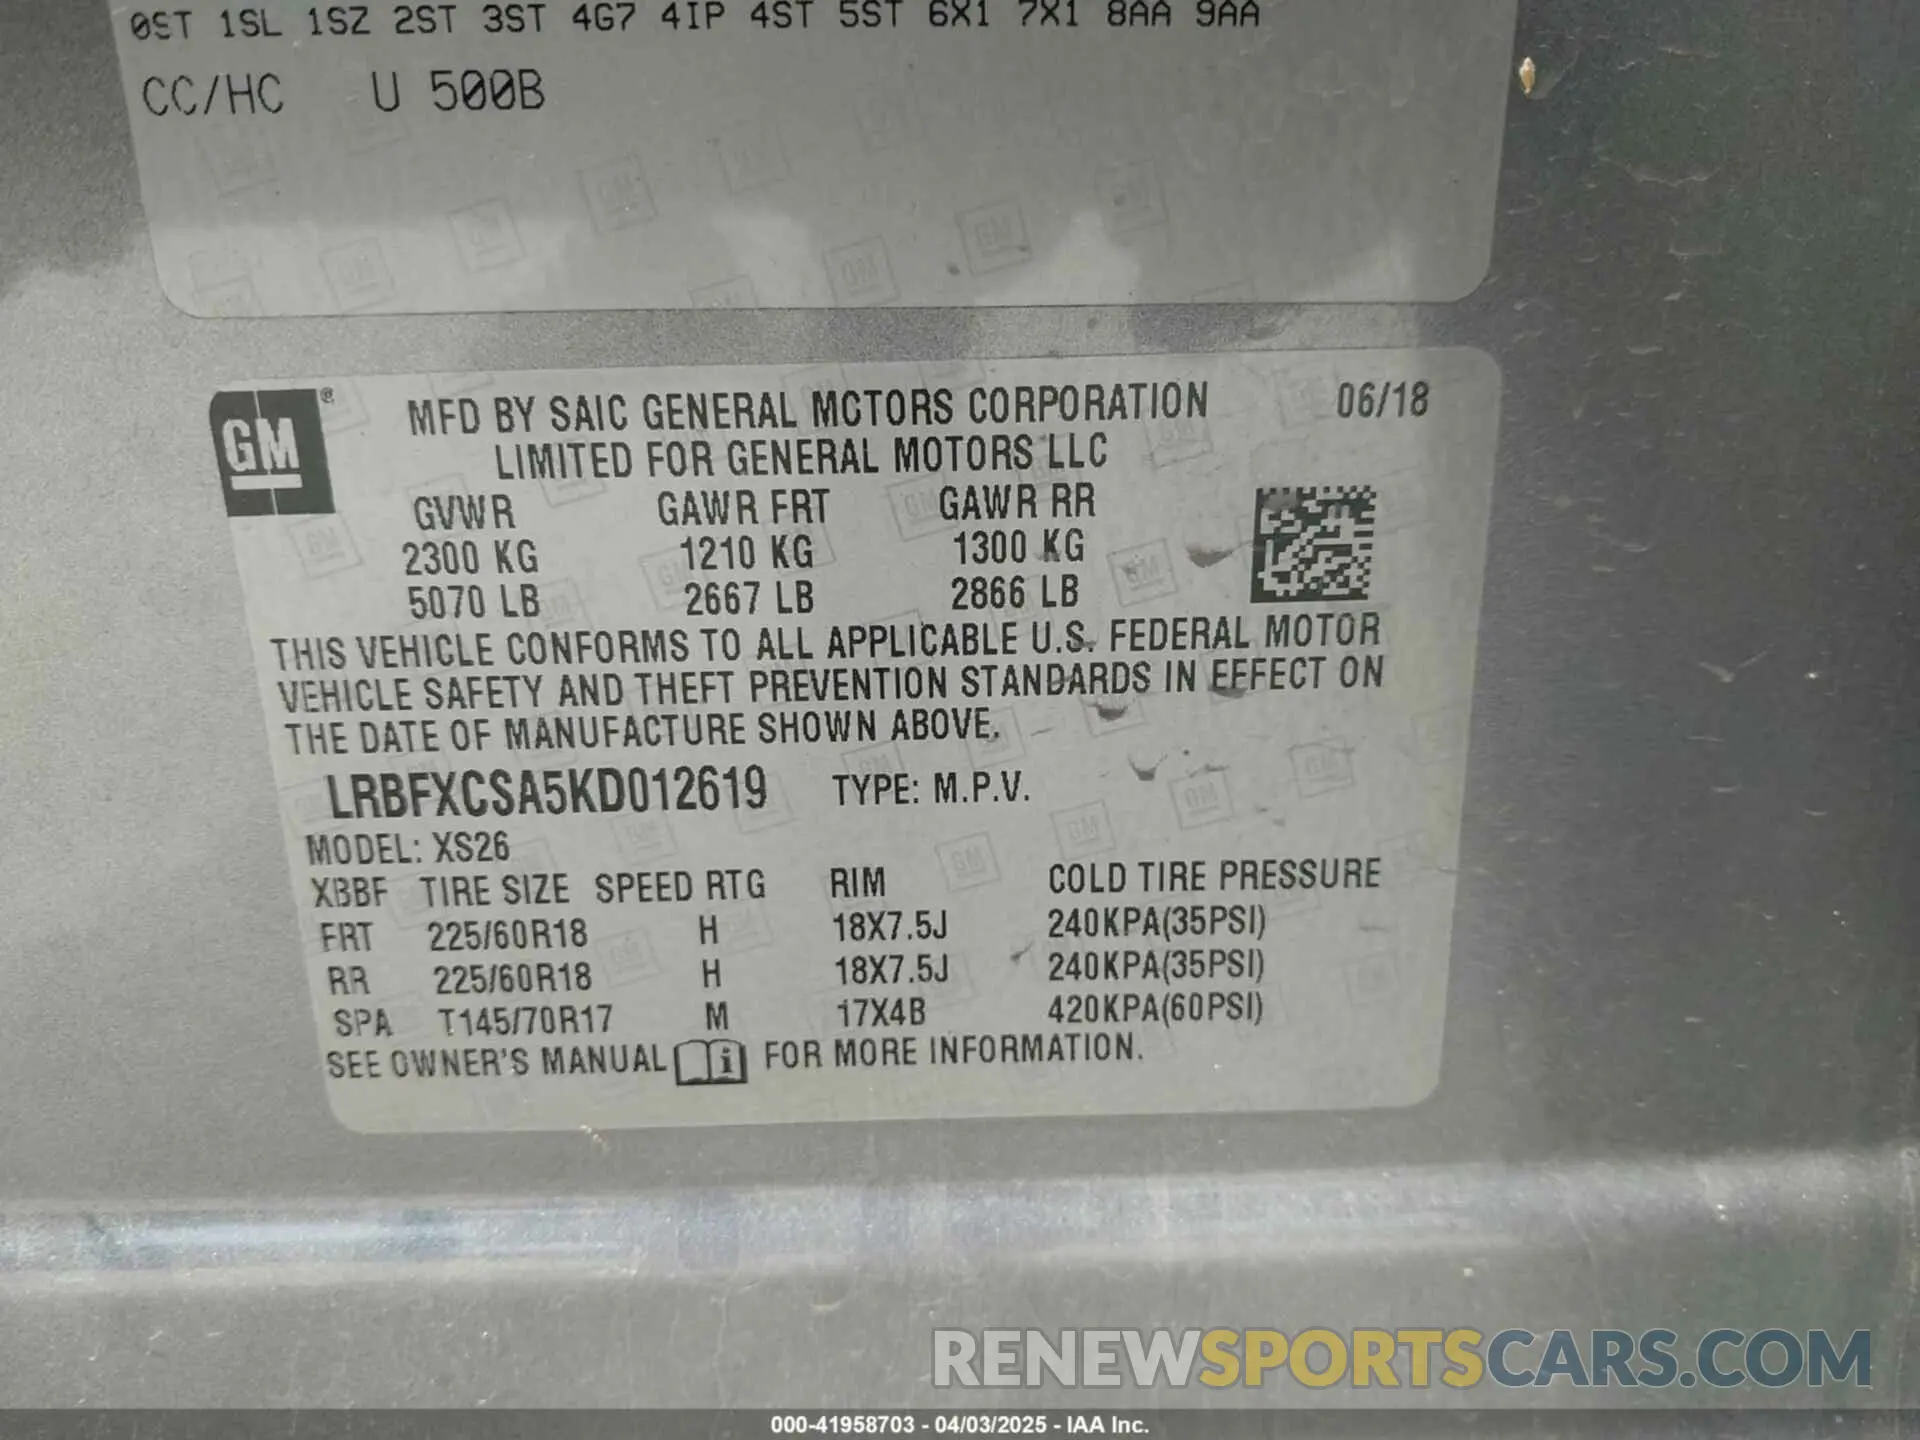 0ST 1SL 1SZ 2ST 3ST 4G7 4IP 4ST 5ST 6X1 7X1 8AA 9AA
CC/HC U 500B
GM ® MFD BY SAIC GENERAL MOTORS CORPORATION 06/18
LIMITED FOR GENERAL MOTORS LLC
GVWR GAWR FRT GAWR RR
2300 KG 1210 KG 1300 KG
5070 LB 2667 LB 2866 LB
THIS VEHICLE CONFORMS TO ALL APPLICABLE U.S. FEDERAL MOTOR
VEHICLE SAFETY AND THEFT PREVENTION STANDARDS IN EFFECT ON
THE DATE OF MANUFACTURE SHOWN ABOVE.
LRBFXCSA5KD012619 TYPE: M.P.V.
MODEL: XS26
XBBF TIRE SIZE SPEED RTG RIM COLD TIRE PRESSURE
FRT 225/60R18 H 18X7.5J 240KPA(35PSI)
RR 225/60R18 H 18X7.5J 240KPA(35PSI)
SPA T145/70R17 M 17X4B 420KPA(60PSI)
SEE OWNER'S MANUAL i FOR MORE INFORMATION.
RENEWSPORTSCARS.COM
000-41958703 - 04/03/2025 - IAA Inc.